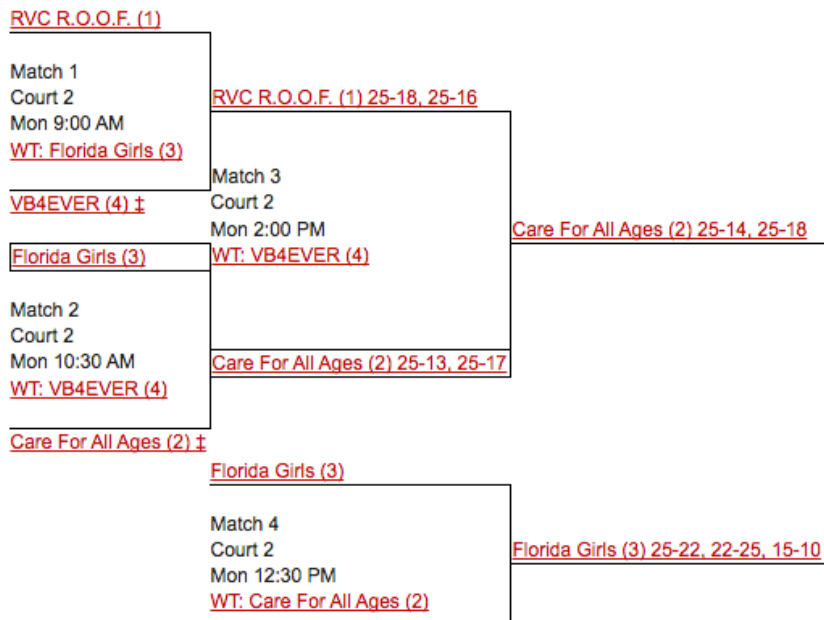 RVC R.O.O.F. (1)
Match 1
Court 2
Mon 9:00 AM
WT: Florida Girls (3)
VB4EVER (4) ‡
RVC R.O.O.F. (1) 25-18, 25-16
Florida Girls (3)
Match 2
Court 2
Mon 10:30 AM
WT: VB4EVER (4)
Care For All Ages (2) ‡
Match 3
Court 2
Mon 2:00 PM
WT: VB4EVER (4)
Care For All Ages (2) 25-13, 25-17
Care For All Ages (2) 25-14, 25-18
Florida Girls (3)
Match 4
Court 2
Mon 12:30 PM
WT: Care For All Ages (2)
Florida Girls (3) 25-22, 22-25, 15-10